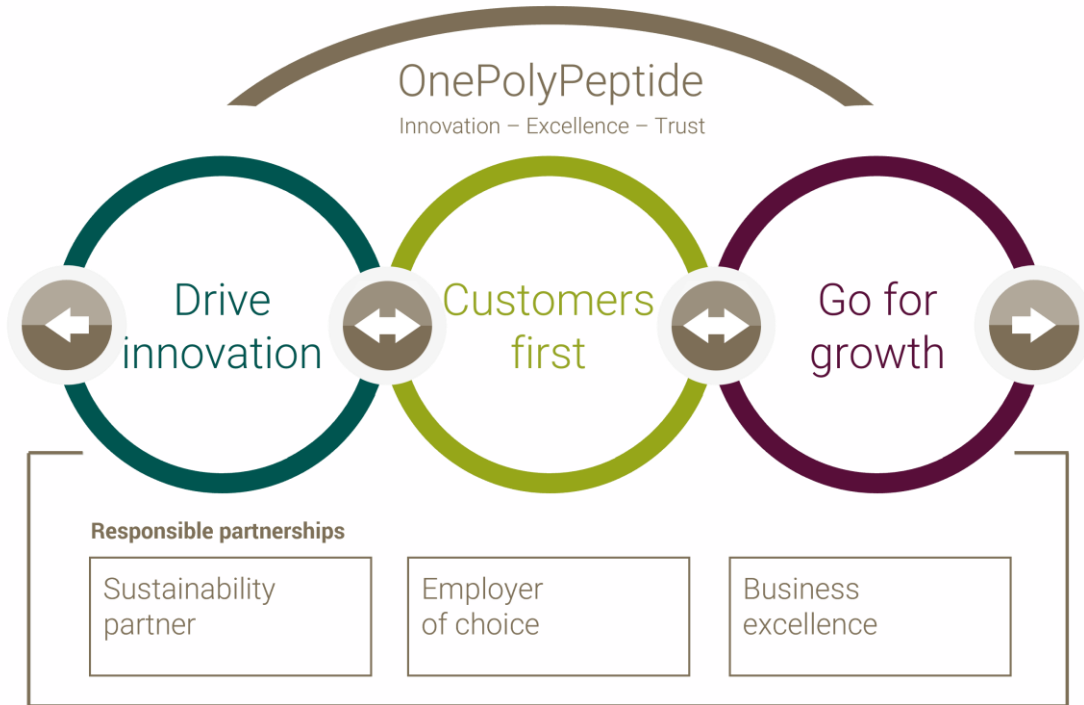 OnePolyPeptide
Innovation – Excellence – Trust
Drive
innovation
Customers
first
Go for
growth
Responsible partnerships
Sustainability
partner
Employer
of choice
Business
excellence